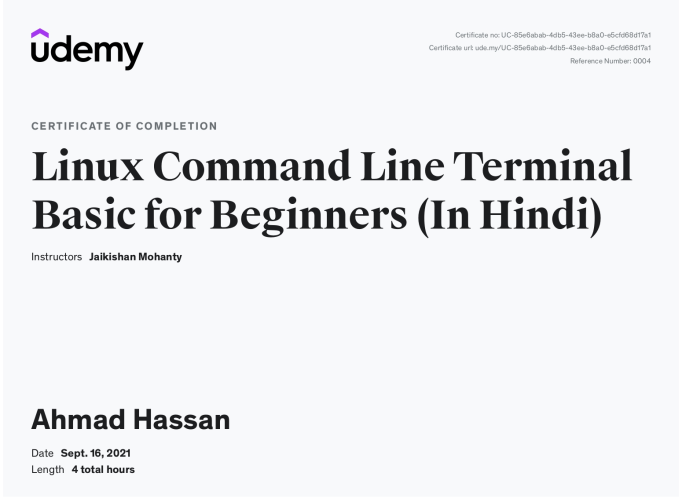 udemy
Certificate no: UC-85e6abab-4db5-43ee-b8a0-e5cfd68d17a1
Certificate url: ude.my/UC-85e6abab-4db5-43ee-b8a0-e5cfd68d17a1
Reference Number: 0004
CERTIFICATE OF COMPLETION
Linux Command Line Terminal
Basic for Beginners (In Hindi)
Instructors Jaikishan Mohanty
Ahmad Hassan
Date Sept. 16, 2021
Length 4 total hours